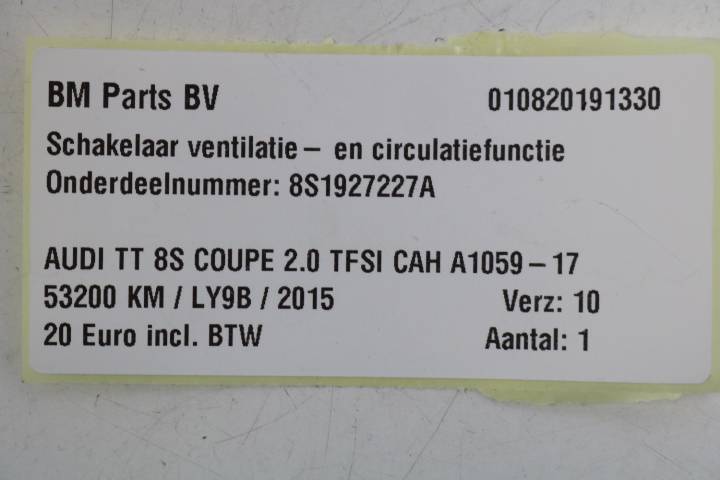 BM Parts BV 010820191330
Schakelaar ventilatie – en circulatiefunctie
Onderdeelnummer: 8S1927227A
AUDI TT 8S COUPE 2.0 TFSI CAH A1059 – 17
53200 KM / LY9B / 2015 Verz: 10
20 Euro incl. BTW Aantal: 1